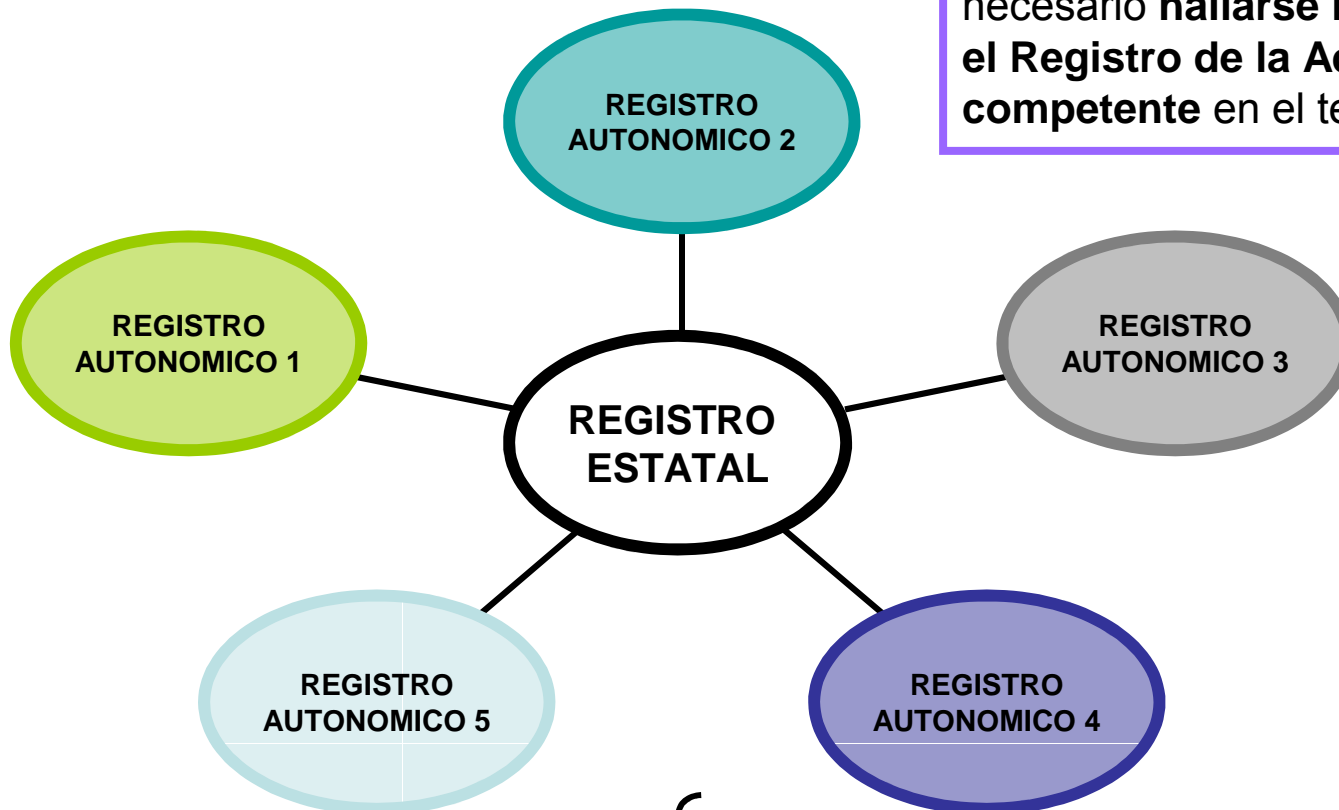 necesario hallarse
el Registro de la
competente en el
REGISTRO
AUTONOMICO 2
REGISTRO
AUTONOMICO 1
REGISTRO
AUTONOMICO 3
REGISTRO
ESTATAL
REGISTRO
AUTONOMICO 5
REGISTRO
AUTONOMICO 4